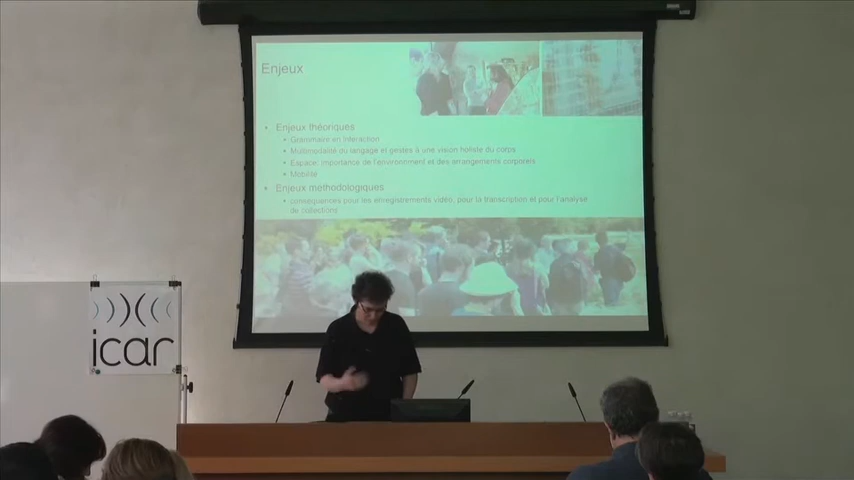 Enjeux
• Enjeux théoriques
• Grammaire en interaction
• Multimodalité du langage et gestes à une vision holiste du corps
• Espace: importance de l'environment et des arrangements corporels
• Mobilité
• Enjeux méthodologiques
• conséquences pour les enregistrements vidéo, pour la transcription et pour l'analyse
de collections
icar